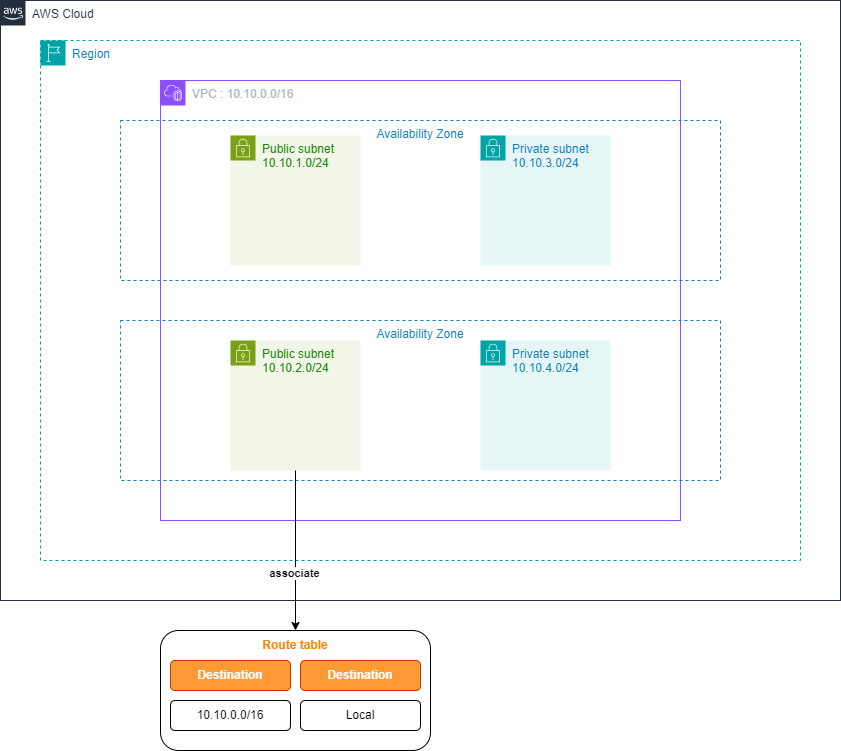 aws
AWS Cloud
Region
VPC : 10.10.0.0/16
Availability Zone
Public subnet
10.10.1.0/24
Private subnet
10.10.3.0/24
Availability Zone
Public subnet
10.10.2.0/24
Private subnet
10.10.4.0/24
associate
Route table
Destination
Destination
10.10.0.0/16
Local